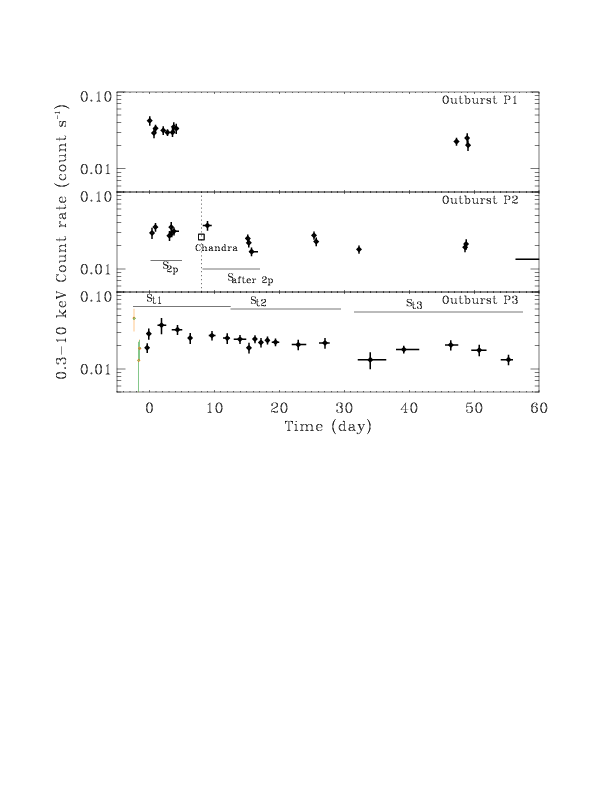 0.3−10 keV Count rate (count s⁻¹)
0.10
Outburst P1
0.01
0.10
Outburst P2
Chandra
S2p
0.01
Safter 2p
0.10
St1
St2
St3
Outburst P3
0.01
0 10 20 30 40 50 60
Time (day)